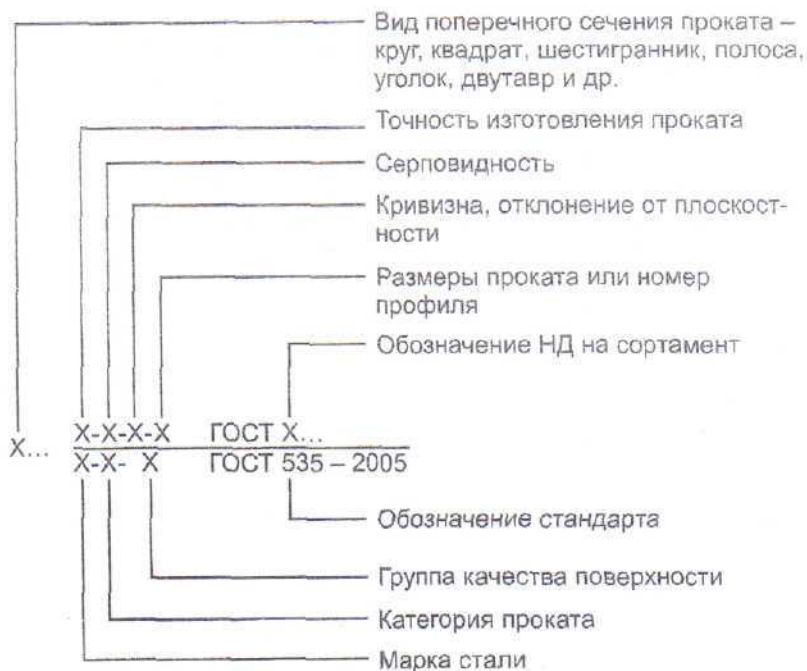 Вид поперечного сечения проката –
круг, квадрат, шестигранник, полоса,
уголок, двутавр и др.
Точность изготовления проката
Серповидность
Кривизна, отклонение от плоскост-
ности
Размеры проката или номер
профиля
Обозначение НД на сортамент
X... X-X-X-X ГОСТ X...
X-X- X ГОСТ 535 – 2005
Обозначение стандарта
Группа качества поверхности
Категория проката
Марка стали